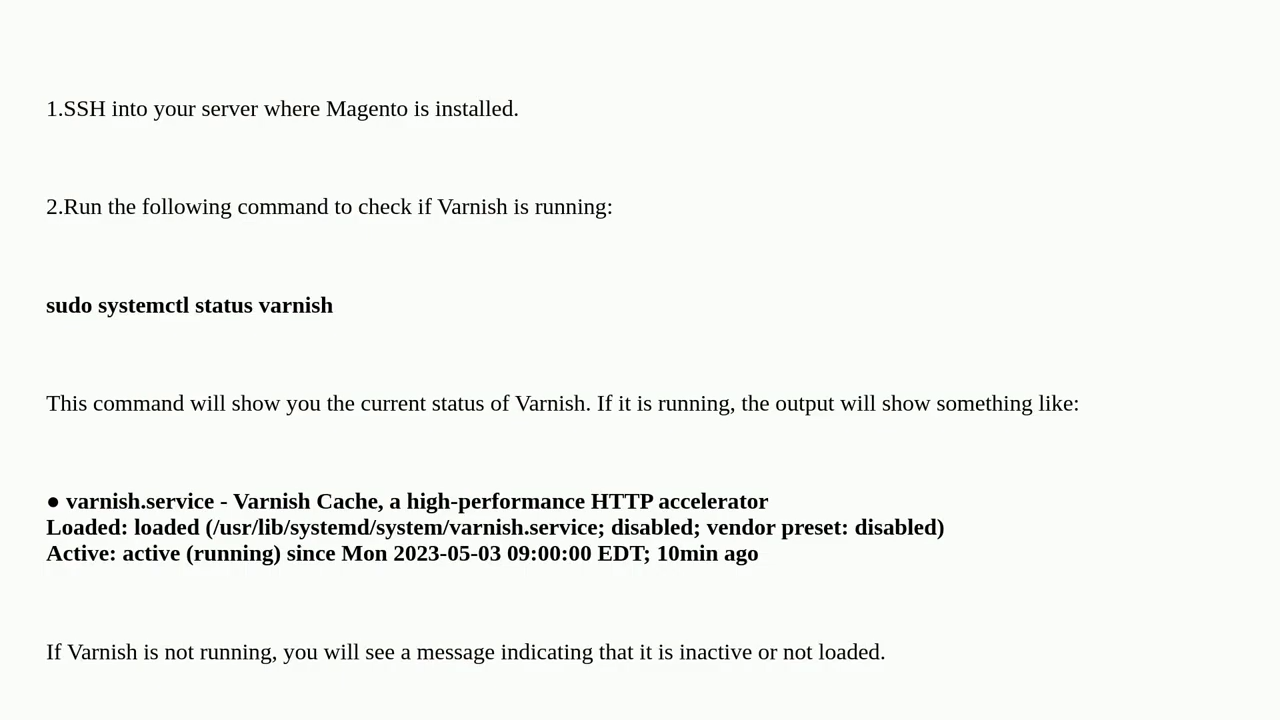 1.SSH into your server where Magento is installed.
2.Run the following command to check if Varnish is running:
sudo systemctl status varnish
This command will show you the current status of Varnish. If it is running, the output will show something like:
● varnish.service - Varnish Cache, a high-performance HTTP accelerator
Loaded: loaded (/usr/lib/systemd/system/varnish.service; disabled; vendor preset: disabled)
Active: active (running) since Mon 2023-05-03 09:00:00 EDT; 10min ago
If Varnish is not running, you will see a message indicating that it is inactive or not loaded.